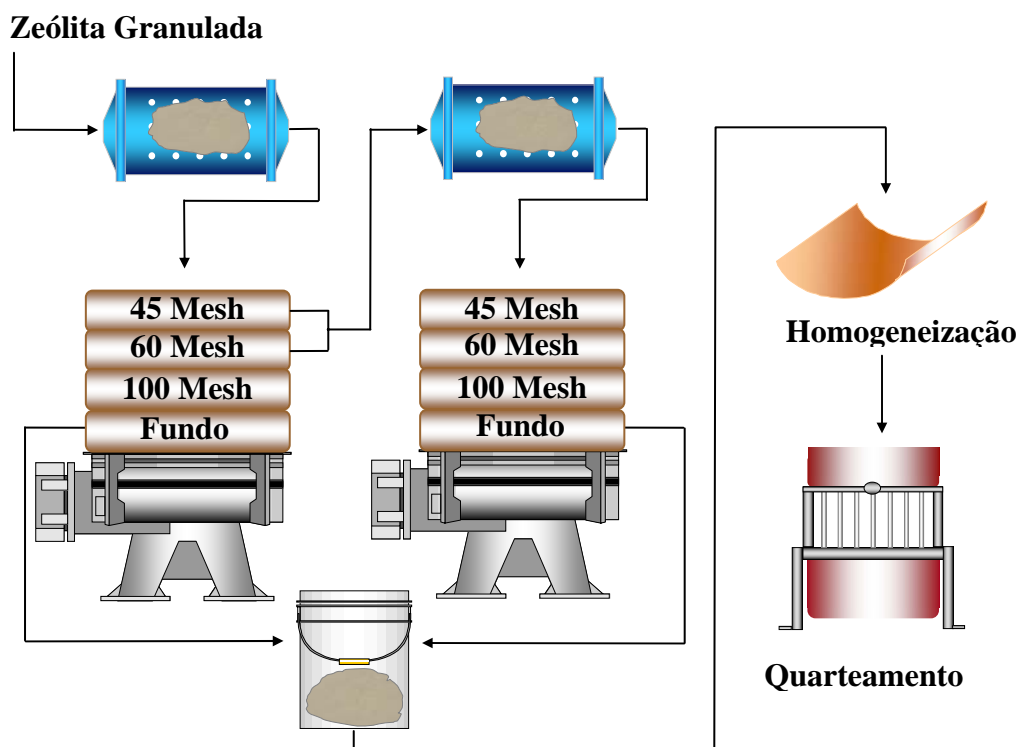 Zeólita Granulada
45 Mesh
60 Mesh
100 Mesh
Fundo
45 Mesh
60 Mesh
100 Mesh
Fundo
Homogeneização
Quarteamento